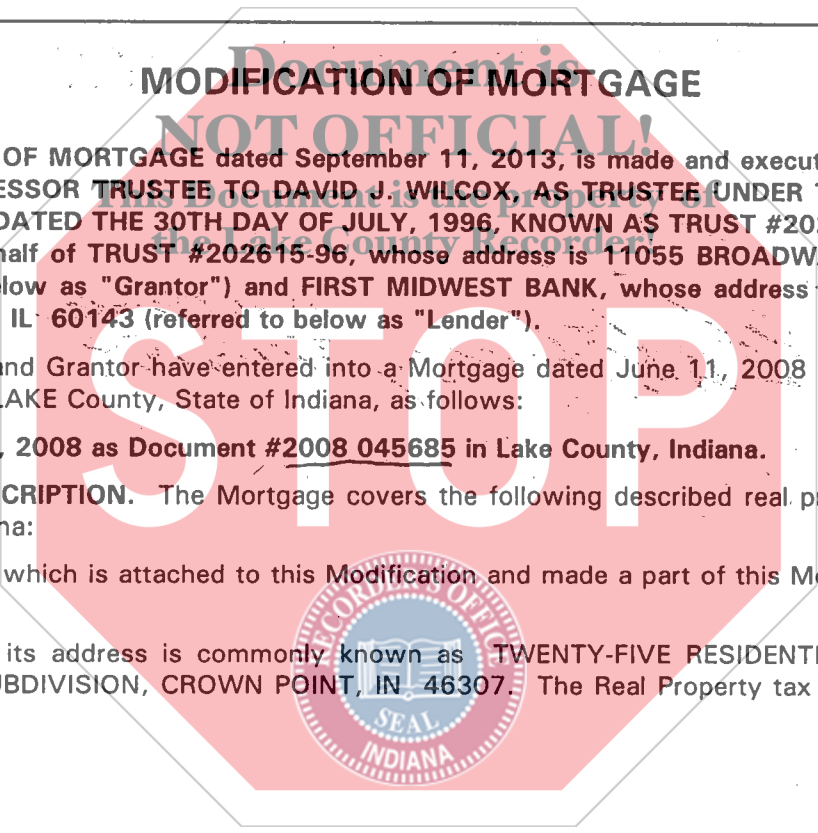 Document is
MODIFICATION OF MORTGAGE
NOT OFFICIAL!
OF MORTGAGE dated September 11, 2013, is made and execut
ESSOR TRUSTEE TO DAVID J. WILCOX, AS TRUSTEE UNDER
This Document is the property of
DATED THE 30TH DAY OF JULY, 1996, KNOWN AS TRUST #20
the Lake County Recorder!
half of TRUST #202615-96, whose address is 11055 BROADWA
low as "Grantor") and FIRST MIDWEST BANK, whose address
IL 60143 (referred to below as "Lender").
STOP
and Grantor have entered into a Mortgage dated June 11, 2008
LAKE County, State of Indiana, as follows:
, 2008 as Document #2008 045685 in Lake County, Indiana.
CRIPTION. The Mortgage covers the following described real p
na:
which is attached to this Modification and made a part of this Mo
its address is commonly known as TWENTY-FIVE RESIDENTI
UBDIVISION, CROWN POINT, IN 46307. The Real Property tax
RECORDER'S OFFICE
SEAL
INDIANA